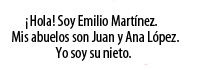 ¡Hola! Soy Emilio Martínez.
Mis abuelos son Juan y Ana López.
Yo soy su nieto.